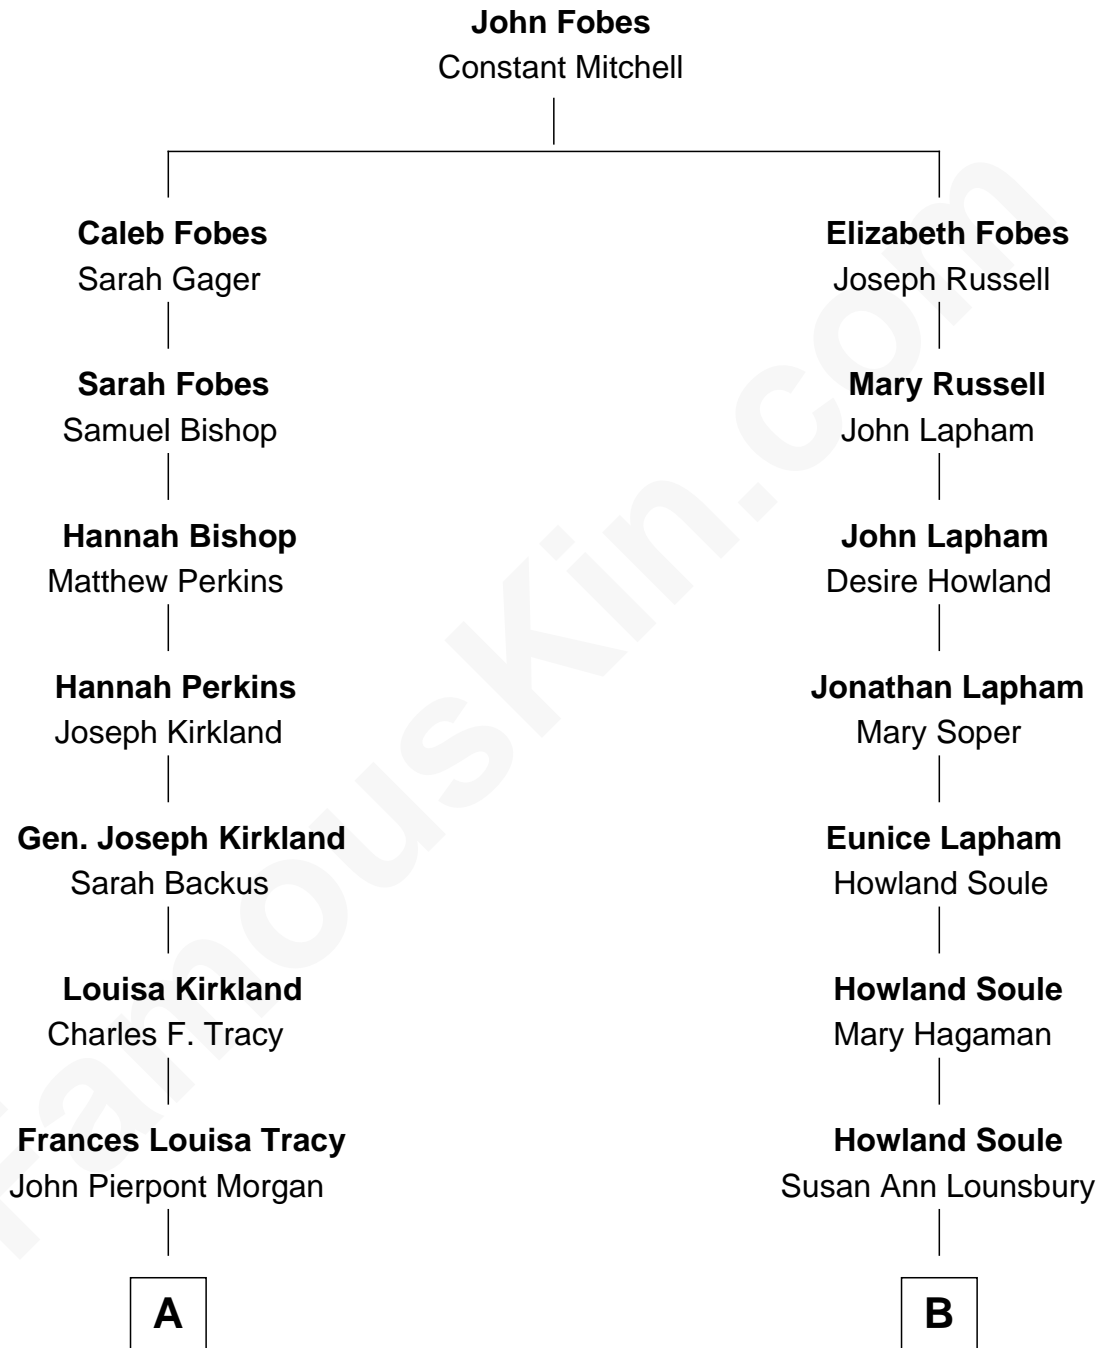 John Fobes
Constant Mitchell
Caleb Fobes
Sarah Gager
Sarah Fobes
Samuel Bishop
Hannah Bishop
Matthew Perkins
Hannah Perkins
Joseph Kirkland
Gen. Joseph Kirkland
Sarah Backus
Louisa Kirkland
Charles F. Tracy
Frances Louisa Tracy
John Pierpont Morgan
A
Elizabeth Fobes
Joseph Russell
Mary Russell
John Lapham
John Lapham
Desire Howland
Jonathan Lapham
Mary Soper
Eunice Lapham
Howland Soule
Howland Soule
Mary Hagaman
Howland Soule
Susan Ann Lounsbury
B
FamousKin.com